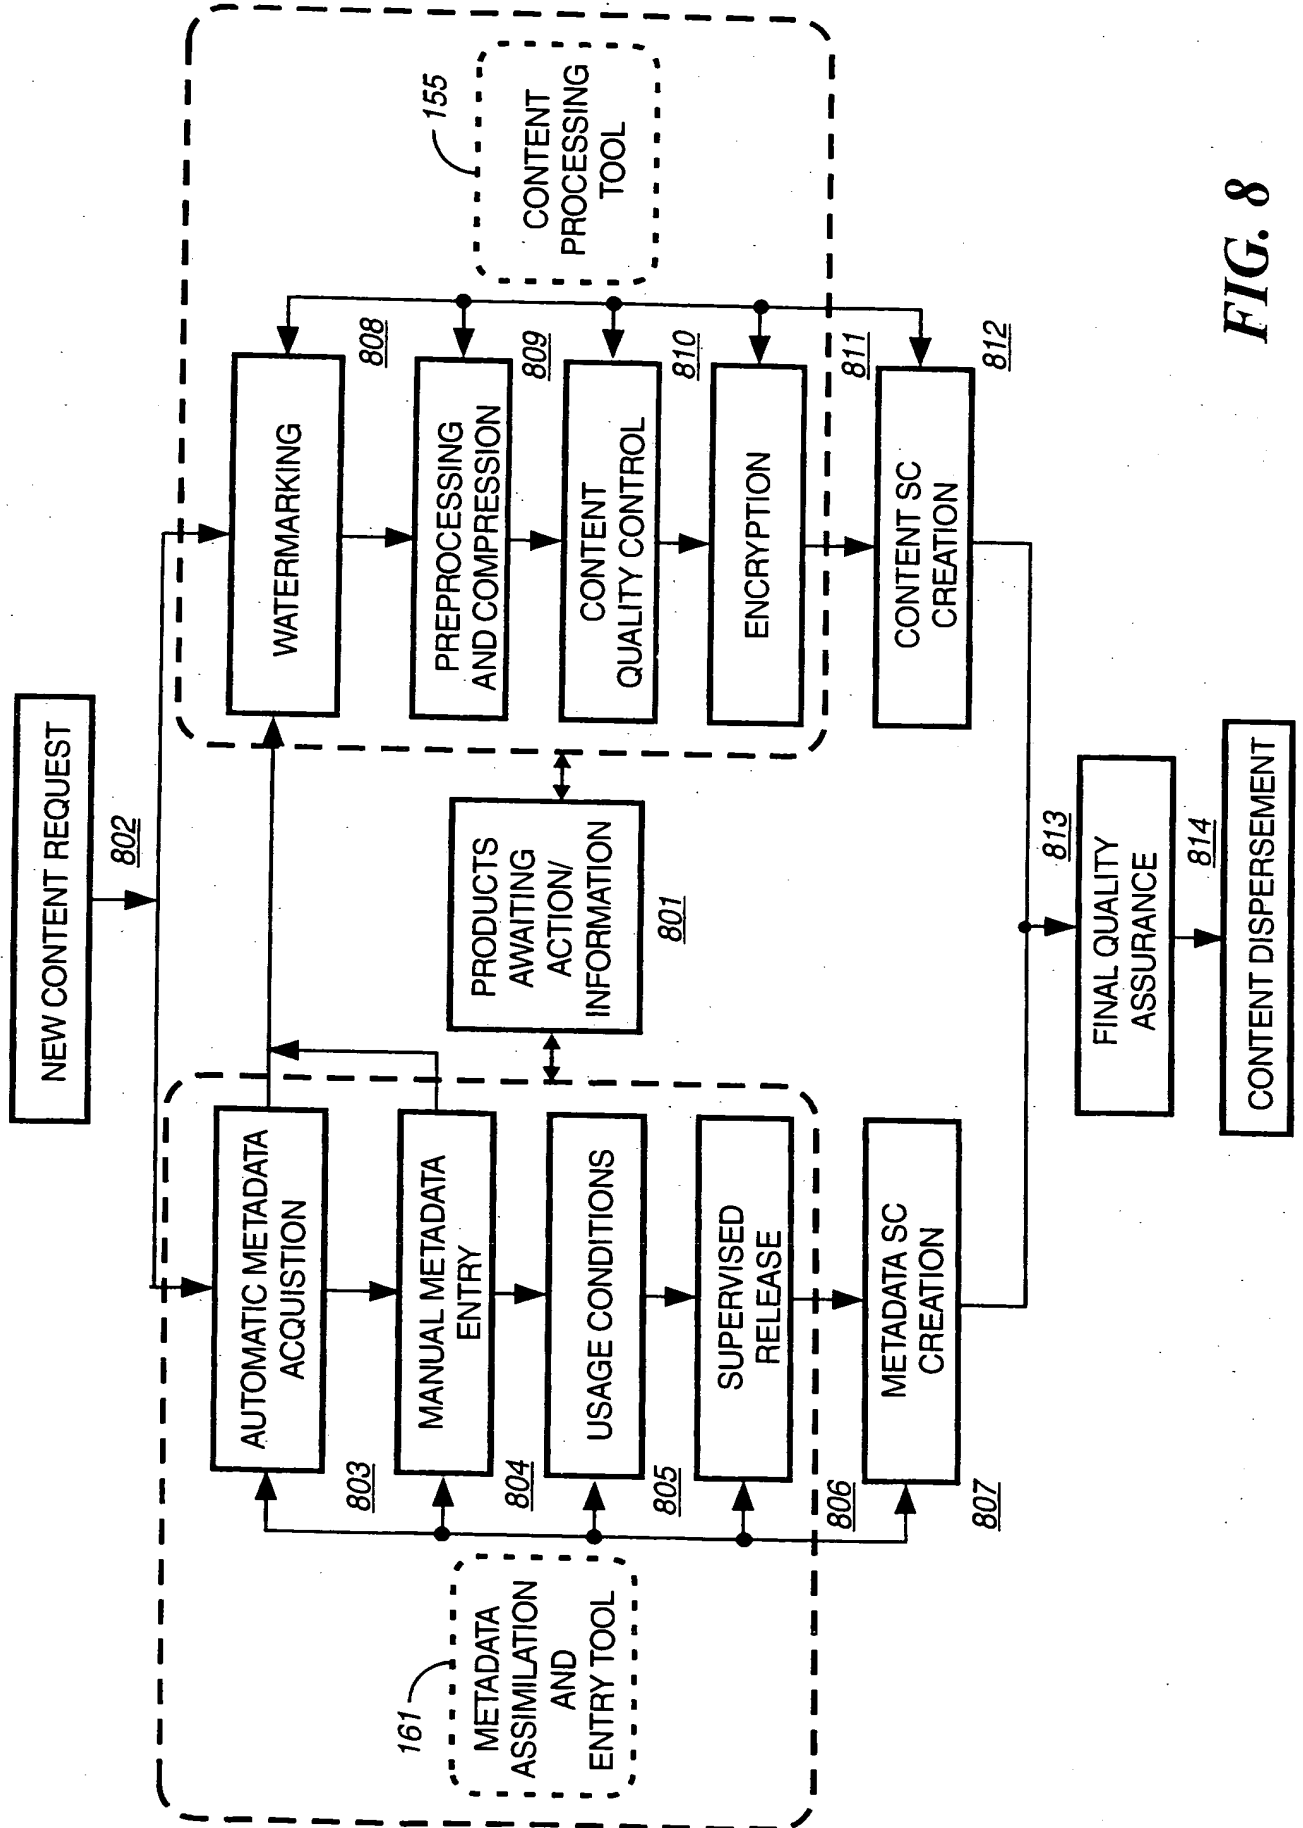 NEW CONTENT REQUEST
802
AUTOMATIC METADATA
ACQUISTION
803
MANUAL METADATA
ENTRY
804
USAGE CONDITIONS
805
SUPERVISED
RELEASE
806
METADATA SC
CREATION
807
161
METADATA
ASSIMILATION
AND
ENTRY TOOL
PRODUCTS
AWAITING
ACTION/
INFORMATION
801
WATERMARKING
808
PREPROCESSING
AND COMPRESSION
809
CONTENT
QUALITY CONTROL
810
ENCRYPTION
811
CONTENT SC
CREATION
812
155
CONTENT
PROCESSING
TOOL
FINAL QUALITY
ASSURANCE
813
CONTENT DISPERSEMENT
814
FIG. 8